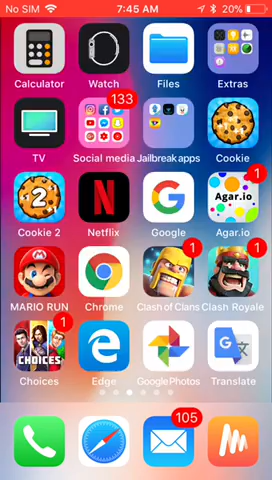 No SIM 7:45 AM 20%
Calculator Watch Files Extras
133
TV Social media Jailbreak apps Cookie
1
2 Agar.io
Cookie 2 Netflix Google Agar.io
1 1
MARIO RUN Chrome Clash of Clans Clash Royale
1
CHOICES
Choices Edge Google Photos Translate
105